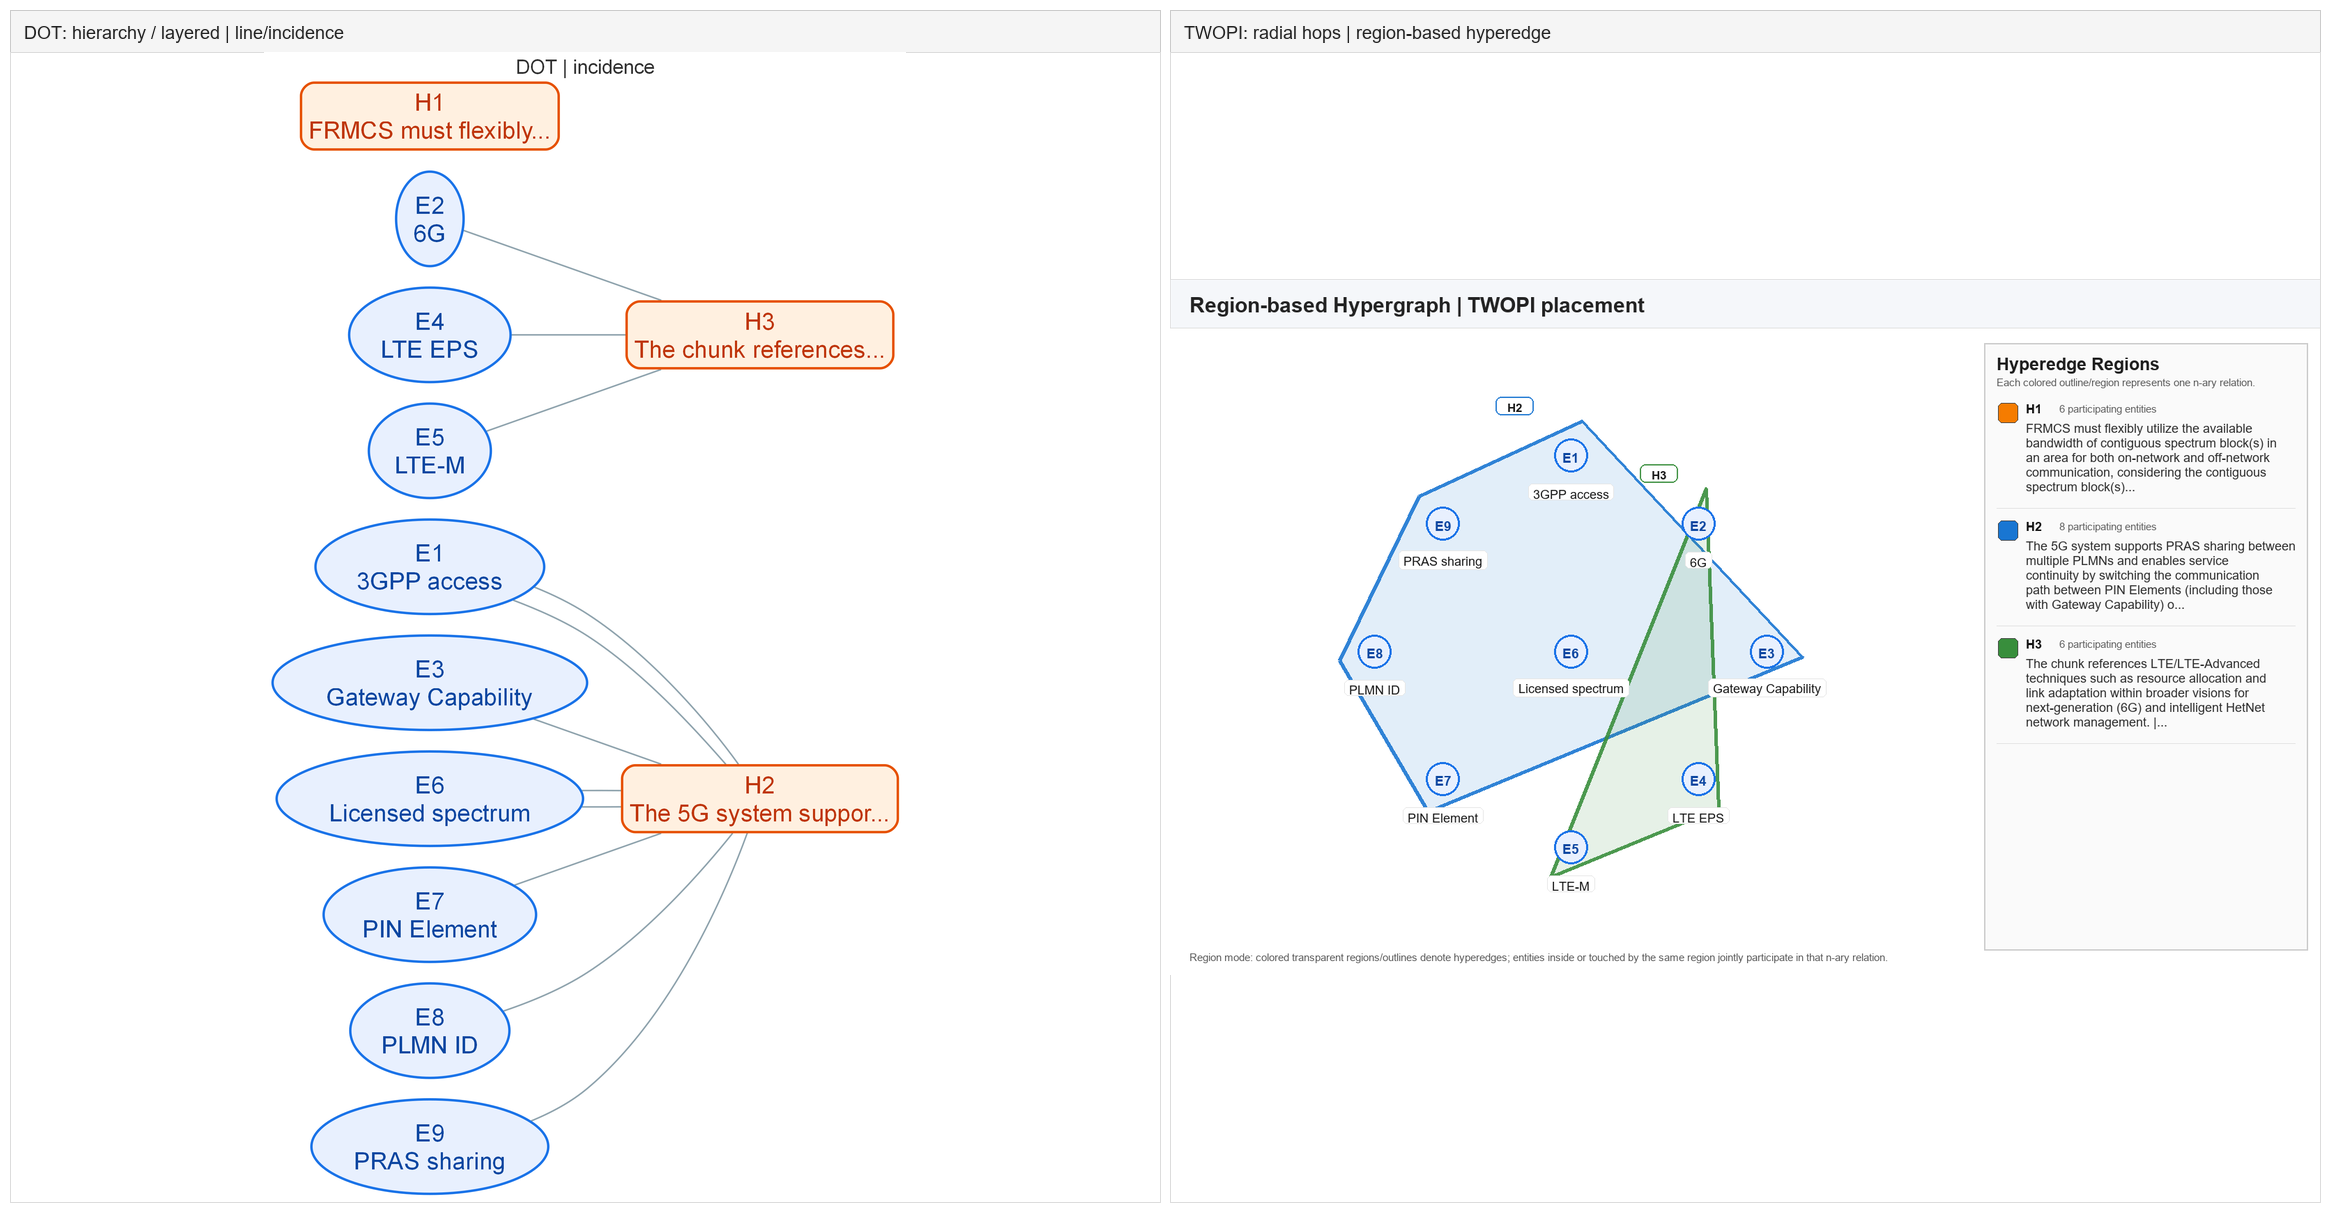 DOT: hierarchy / layered | line/incidence
DOT | incidence
H1
FRMCS must flexibly...
E2
6G
E4
LTE EPS
H3
The chunk references...
E5
LTE-M
E1
3GPP access
E3
Gateway Capability
E6
Licensed spectrum
H2
The 5G system suppor...
E7
PIN Element
E8
PLMN ID
E9
PRAS sharing
TWOPI: radial hops | region-based hyperedge
Region-based Hypergraph | TWOPI placement
H2
E1
3GPP access
H3
E9
PRAS sharing
E2
6G
E8
PLMN ID
E6
Licensed spectrum
E3
Gateway Capability
E7
PIN Element
E4
LTE EPS
E5
LTE-M
Hyperedge Regions
Each colored outline/region represents one n-ary relation.
H1 6 participating entities
FRMCS must flexibly utilize the available
bandwidth of contiguous spectrum block(s) in
an area for both on-network and off-network
communication, considering the contiguous
spectrum block(s)...
H2 8 participating entities
The 5G system supports PRAS sharing between
multiple PLMNs and enables service
continuity by switching the communication
path between PIN Elements (including those
with Gateway Capability) o...
H3 6 participating entities
The chunk references LTE/LTE-Advanced
techniques such as resource allocation and
link adaptation within broader visions for
next-generation (6G) and intelligent HetNet
network management. |...
Region mode: colored transparent regions/outlines denote hyperedges; entities inside or touched by the same region jointly participate in that n-ary relation.